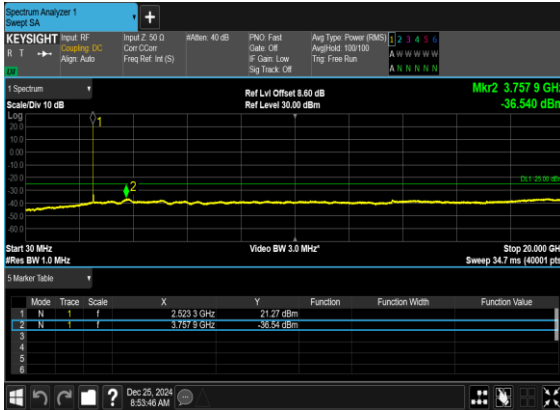 Spectrum Analyzer 1
Swept SA
+
KEYSIGHT Input: RF Input Z: 50 Ω #Atten: 40 dB PNO: Fast Avg Type: Power (RMS) 1 2 3 4 5 6
R T Coupling: DC Corr CCorr Gate: Off Avg|Hold: 100/100 A W W W W W
Align: Auto Freq Ref: Int (S) IF Gain: Low Trig: Free Run
LXI Sig Track: Off A N N N N N
1 Spectrum Ref Lvl Offset 8.60 dB Mkr2 3.757 9 GHz
Scale/Div 10 dB Ref Level 30.00 dBm -36.540 dBm
Log
1
20.0
10.0
0.00
-10.0
-20.0
DL1 -25.00 dBm
-30.0
2
-40.0
-50.0
-60.0
Start 30 MHz Video BW 3.0 MHz* Stop 20.000 GHz
#Res BW 1.0 MHz Sweep 34.7 ms (40001 pts)
5 Marker Table
Mode Trace Scale X Y Function Function Width Function Value
1 N 1 f 2.523 3 GHz 21.27 dBm
2 N 1 f 3.757 9 GHz -36.54 dBm
3
4
5
6
? Dec 25, 2024
8:53:46 AM